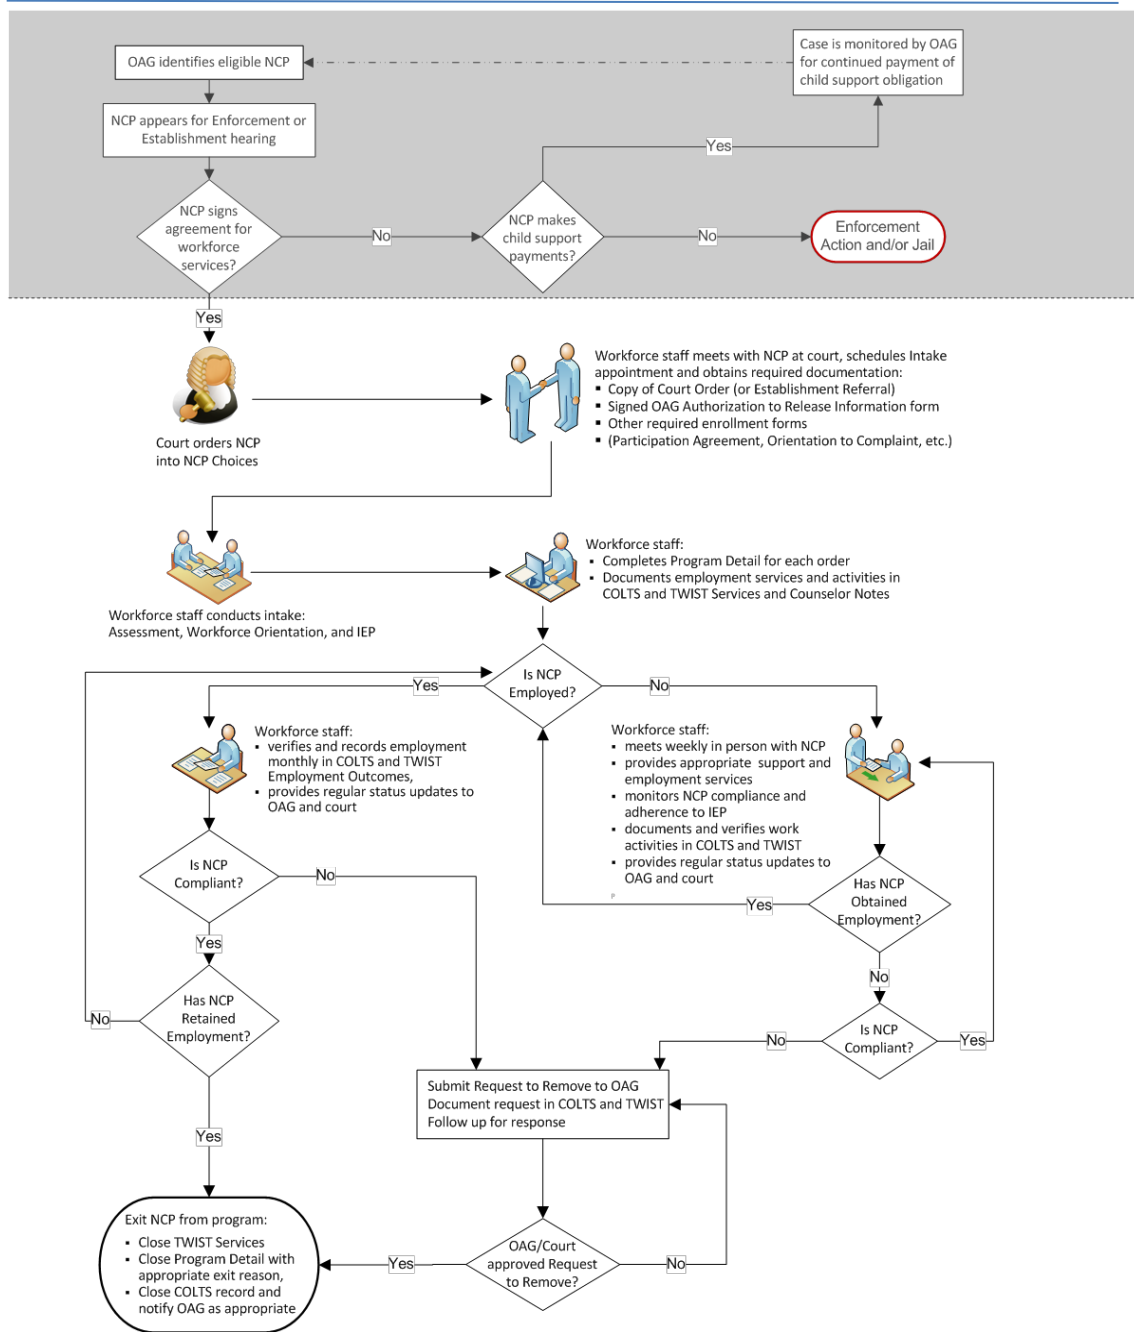 OAG identifies eligible NCP
Case is monitored by OAG
for continued payment of
child support obligation
NCP appears for Enforcement or
Establishment hearing
Yes
NCP signs
agreement for
workforce
services?
No
NCP makes
child support
payments?
No
Enforcement
Action and/or Jail
Yes
Court orders NCP
into NCP Choices
Workforce staff meets with NCP at court, schedules Intake
appointment and obtains required documentation:
▪ Copy of Court Order (or Establishment Referral)
▪ Signed OAG Authorization to Release Information form
▪ Other required enrollment forms
▪ (Participation Agreement, Orientation to Complaint, etc.)
Workforce staff conducts intake:
Assessment, Workforce Orientation, and IEP
Workforce staff:
▪ Completes Program Detail for each order
▪ Documents employment services and activities in
COLTS and TWIST Services and Counselor Notes
Is NCP
Employed?
Yes
No
Workforce staff:
▪ verifies and records employment
monthly in COLTS and TWIST
Employment Outcomes,
▪ provides regular status updates to
OAG and court
Workforce staff:
▪ meets weekly in person with NCP
▪ provides appropriate support and
employment services
▪ monitors NCP compliance and
adherence to IEP
▪ documents and verifies work
activities in COLTS and TWIST
▪ provides regular status updates to
OAG and court
P
Is NCP
Compliant?
No
Yes
Has NCP
Obtained
Employment?
Yes
No
Has NCP
Retained
Employment?
No
Is NCP
Compliant?
No
Yes
Submit Request to Remove to OAG
Document request in COLTS and TWIST
Follow up for response
Yes
Exit NCP from program:
▪ Close TWIST Services
▪ Close Program Detail with
appropriate exit reason,
▪ Close COLTS record and
notify OAG as appropriate
Yes
OAG/Court
approved Request
to Remove?
No